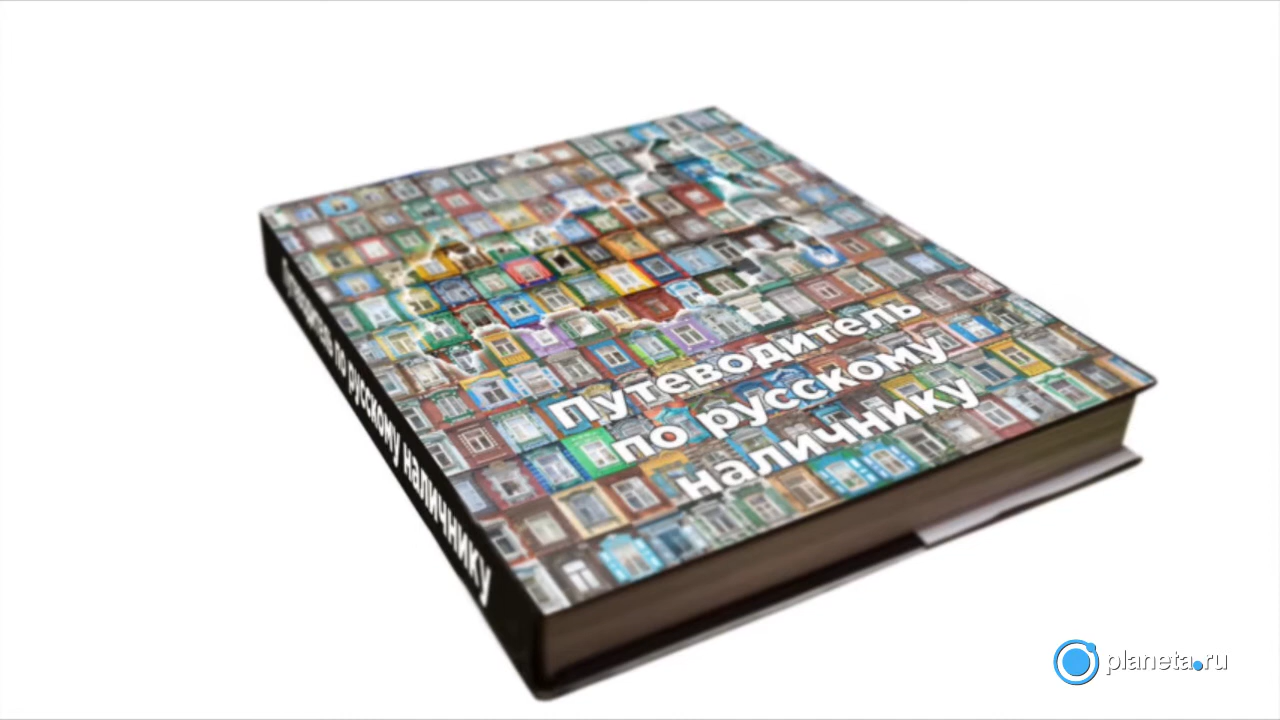 Путеводитель
по русскому
наличнику
Путеводитель по русскому наличнику
planeta.ru